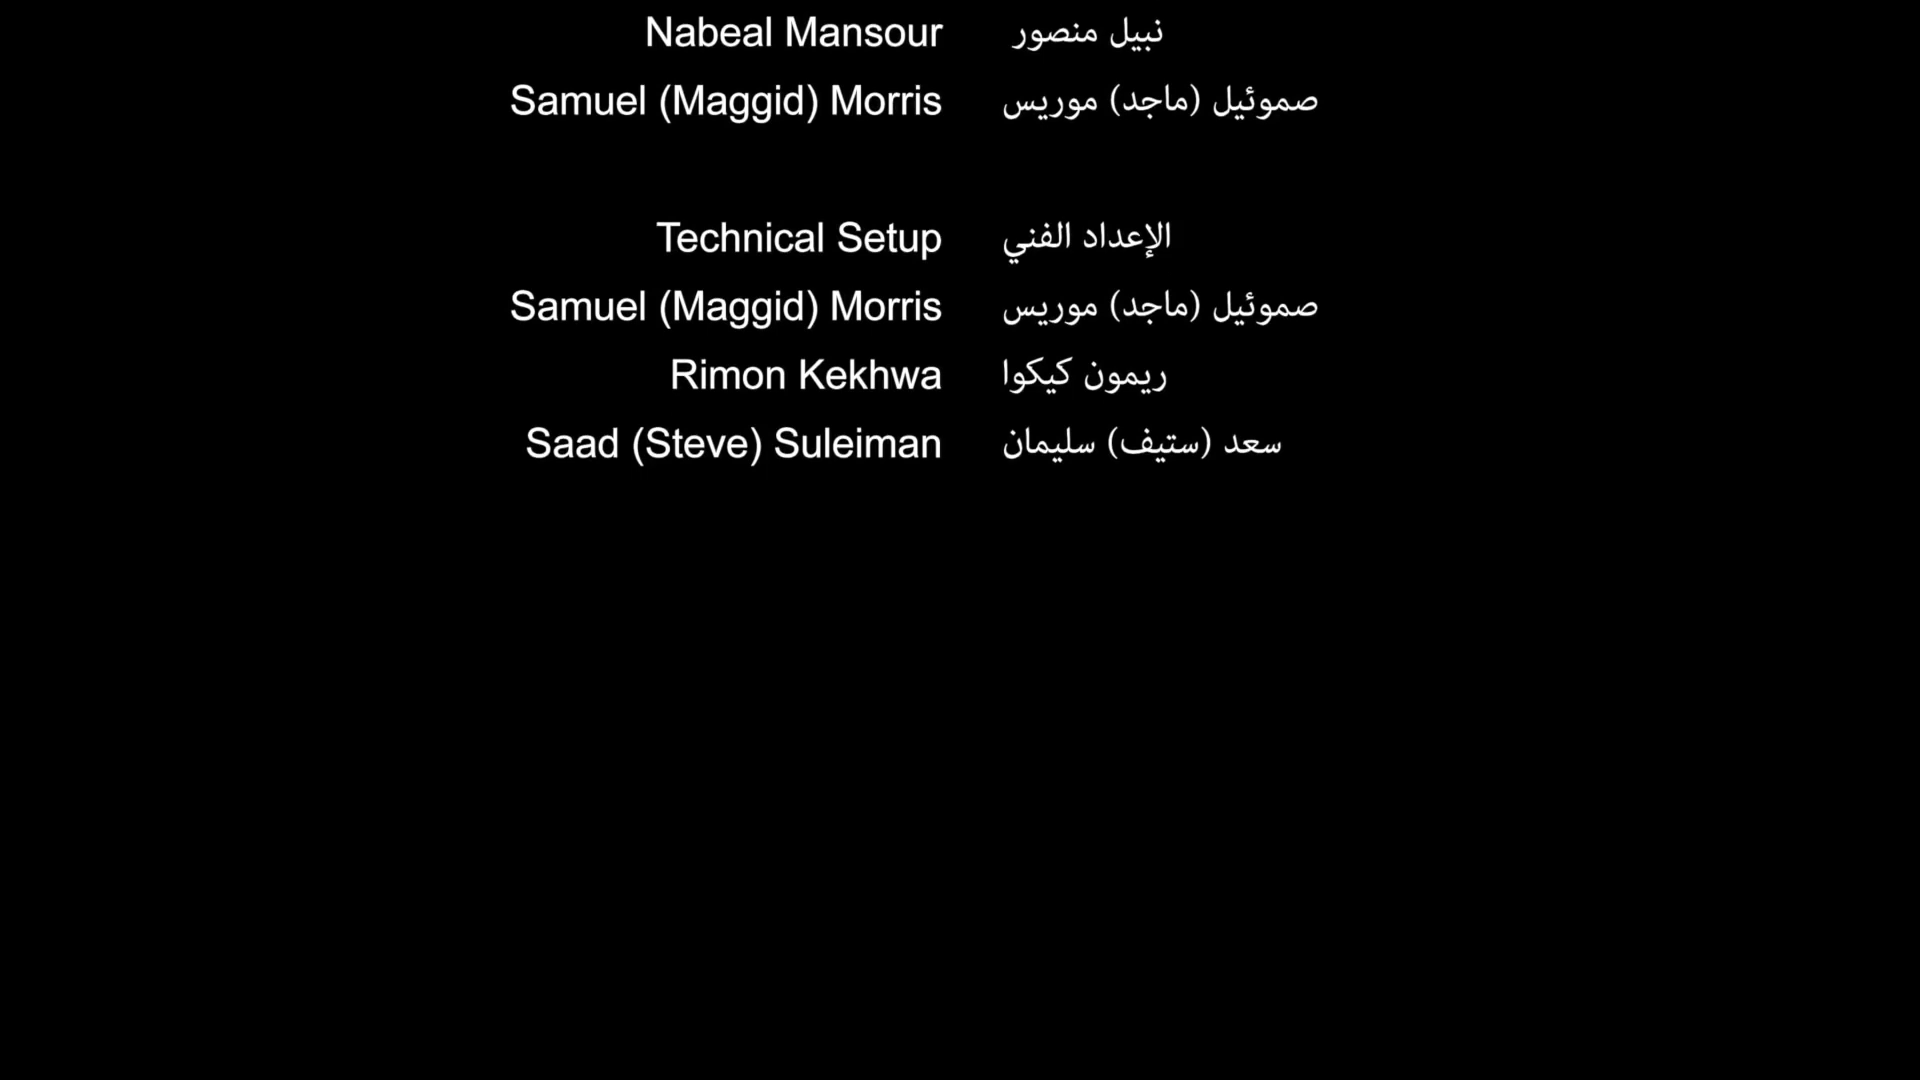 Nabeal Mansour نبيل منصور
Samuel (Maggid) Morris صموئيل (ماجد) موريس
Technical Setup الإعداد الفني
Samuel (Maggid) Morris صموئيل (ماجد) موريس
Rimon Kekhwa ريمون كيكوا
Saad (Steve) Suleiman سعد (ستيف) سليمان